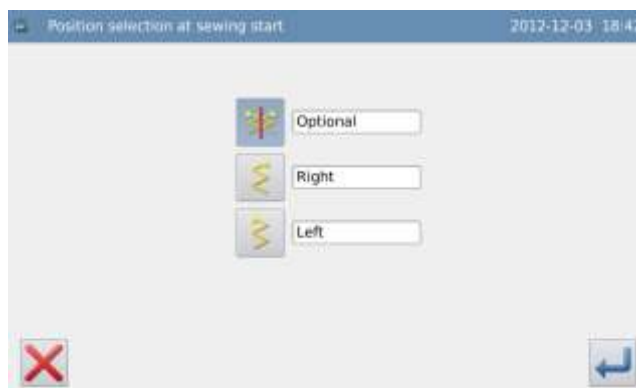 Position selection at sewing start 2012-12-03 18:4
Optional
Right
Left